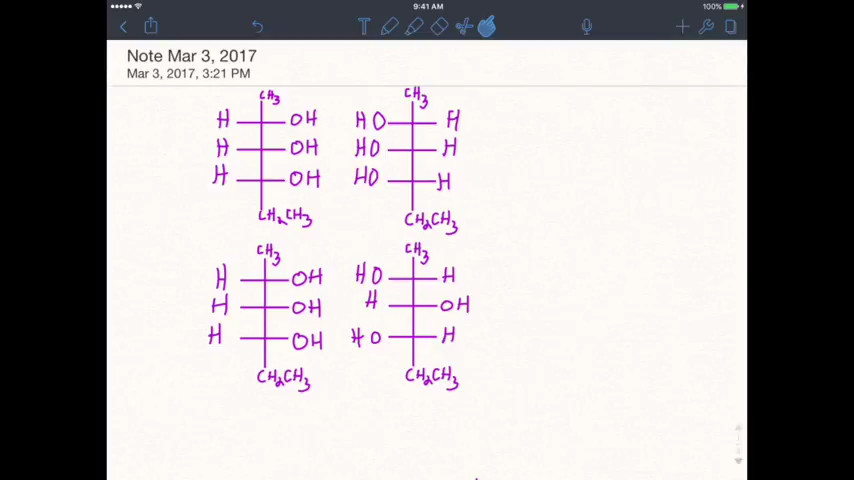 9:41 AM
100%
T
Note Mar 3, 2017
Mar 3, 2017, 3:21 PM
CH3 CH3
H OH HO H
H OH HO H
H OH HO H
CH2CH3 CH2CH3
CH3 CH3
H OH HO H
H OH H OH
H OH HO H
CH2CH3 CH2CH3